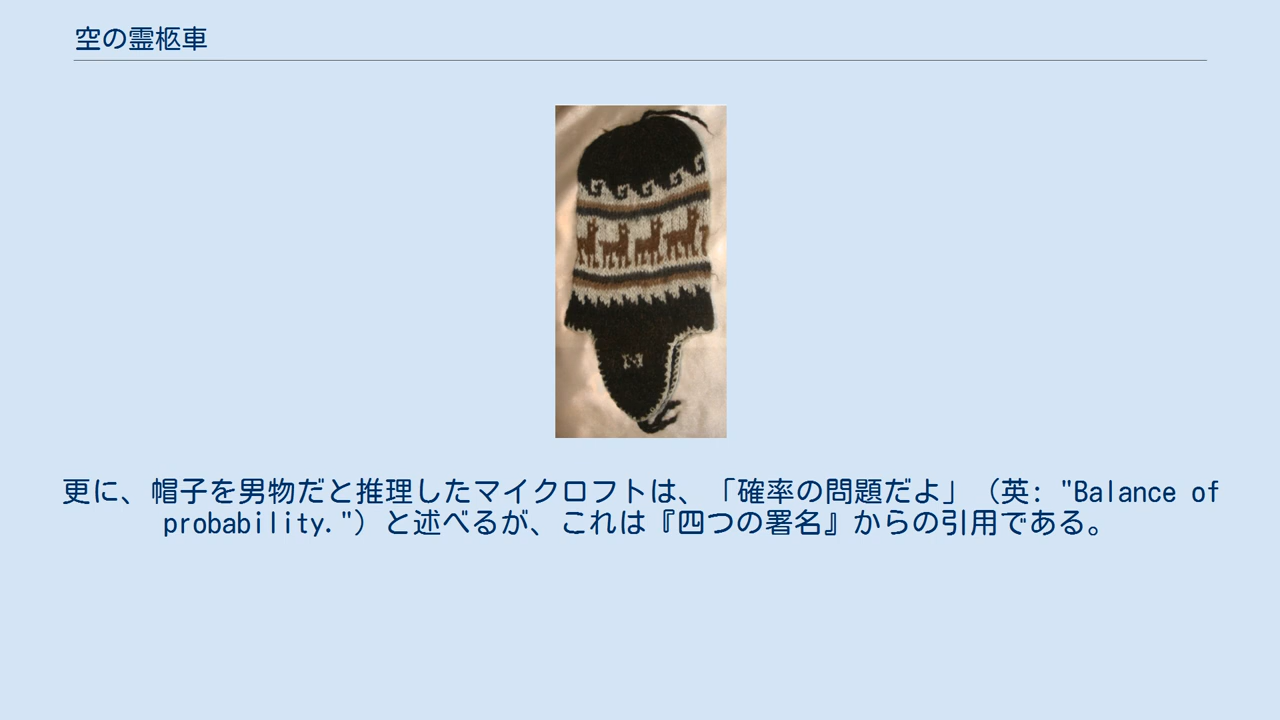 空の霊柩車
更に、帽子を男物だと推理したマイクロフトは、「確率の問題だよ」（英: "Balance of
probability."）と述べるが、これは『四つの署名』からの引用である。